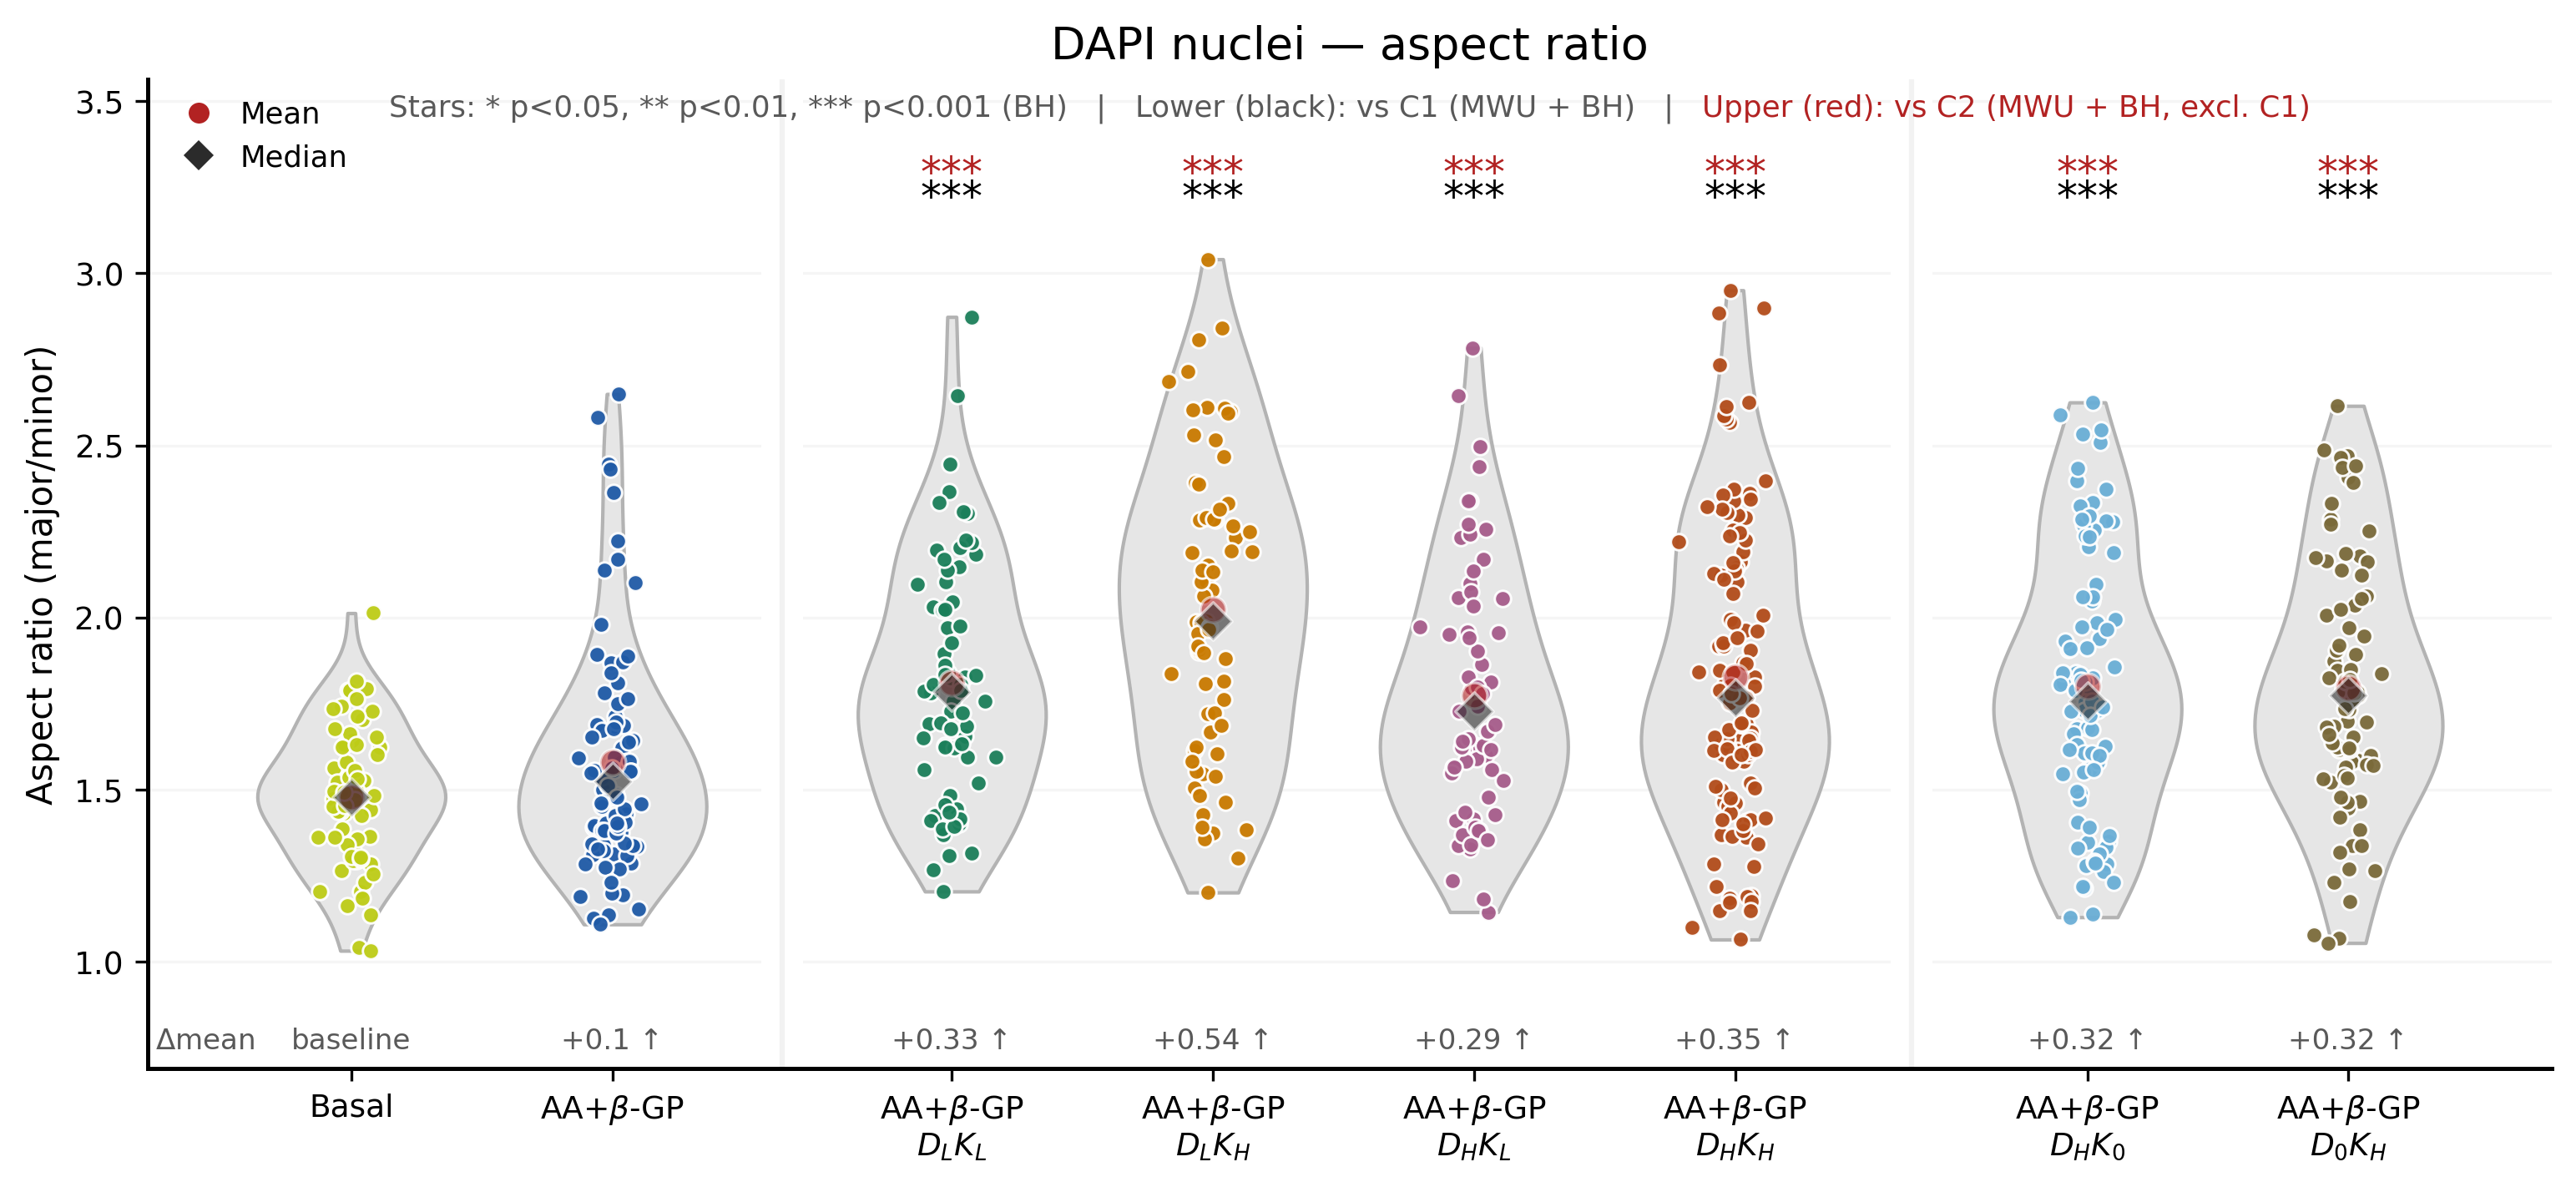 DAPI nuclei — aspect ratio
Mean
Median
Stars: * p<0.05, ** p<0.01, *** p<0.001 (BH) | Lower (black): vs C1 (MWU + BH) | Upper (red): vs C2 (MWU + BH, excl. C1)
*** *** *** *** *** ***
*** *** *** *** *** ***
Aspect ratio (major/minor)
3.5
3.0
2.5
2.0
1.5
1.0
Δmean baseline +0.1 ↑ +0.33 ↑ +0.54 ↑ +0.29 ↑ +0.35 ↑ +0.32 ↑ +0.32 ↑
Basal AA+β-GP AA+β-GP AA+β-GP AA+β-GP AA+β-GP AA+β-GP AA+β-GP
D_LK_L D_LK_H D_HK_L D_HK_H D_HK_0 D_0K_H